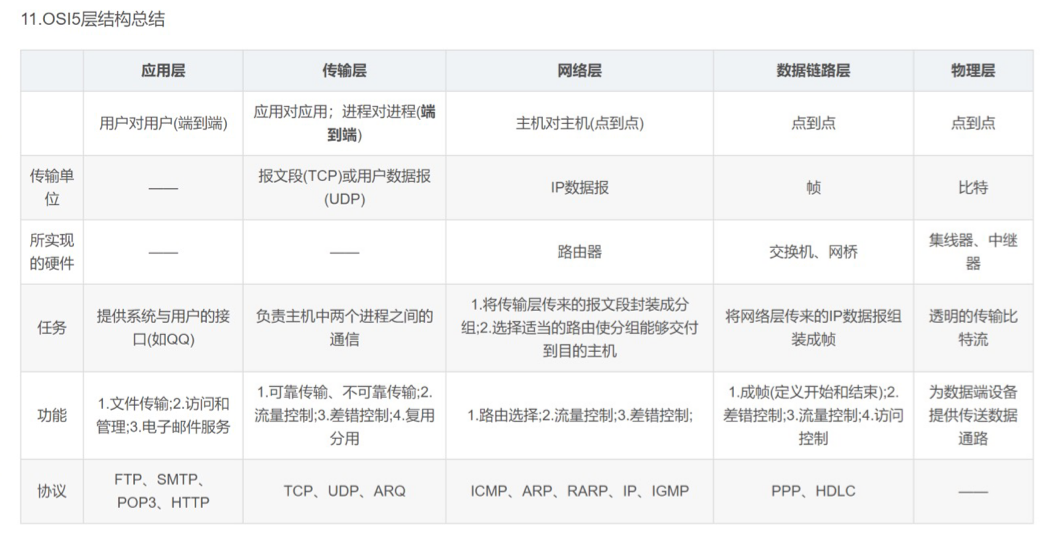 11.OSI5层结构总结
应用层 传输层 网络层 数据链路层 物理层
用户对用户(端到端) 应用对应用；进程对进程(端到端) 主机对主机(点到点) 点到点 点到点
传输单位 —— 报文段(TCP)或用户数据报(UDP) IP数据报 帧 比特
所实现的硬件 —— —— 路由器 交换机、网桥 集线器、中继器
任务 提供系统与用户的接口(如QQ) 负责主机中两个进程之间的通信 1.将传输层传来的报文段封装成分组;2.选择适当的路由使分组能够交付到目的主机 将网络层传来的IP数据报组装成帧 透明的传输比特流
功能 1.文件传输;2.访问和管理;3.电子邮件服务 1.可靠传输、不可靠传输;2.流量控制;3.差错控制;4.复用分用 1.路由选择;2.流量控制;3.差错控制; 1.成帧(定义开始和结束);2.差错控制;3.流量控制;4.访问控制 为数据端设备提供传送数据通路
协议 FTP、SMTP、POP3、HTTP TCP、UDP、ARQ ICMP、ARP、RARP、IP、IGMP PPP、HDLC ——